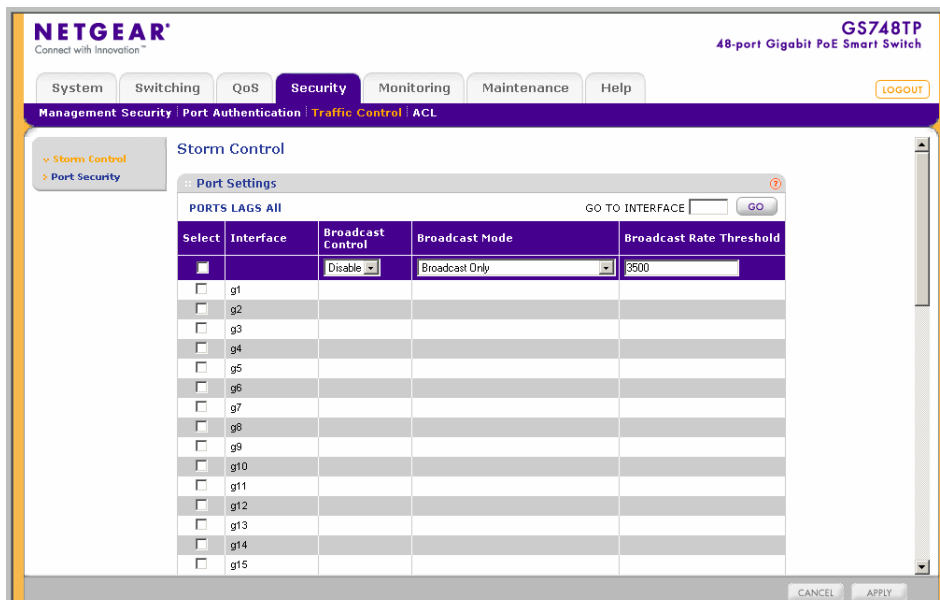 NETGEAR®
Connect with Innovation™
GS748TP
48-port Gigabit PoE Smart Switch
System Switching QoS Security Monitoring Maintenance Help LOGOUT
Management Security Port Authentication Traffic Control ACL
Storm Control
Port Security
Storm Control
Port Settings ?
PORTS LAGS All GO TO INTERFACE GO
Select Interface Broadcast Control Broadcast Mode Broadcast Rate Threshold
Disable Broadcast Only 3500
g1
g2
g3
g4
g5
g6
g7
g8
g9
g10
g11
g12
g13
g14
g15
CANCEL APPLY